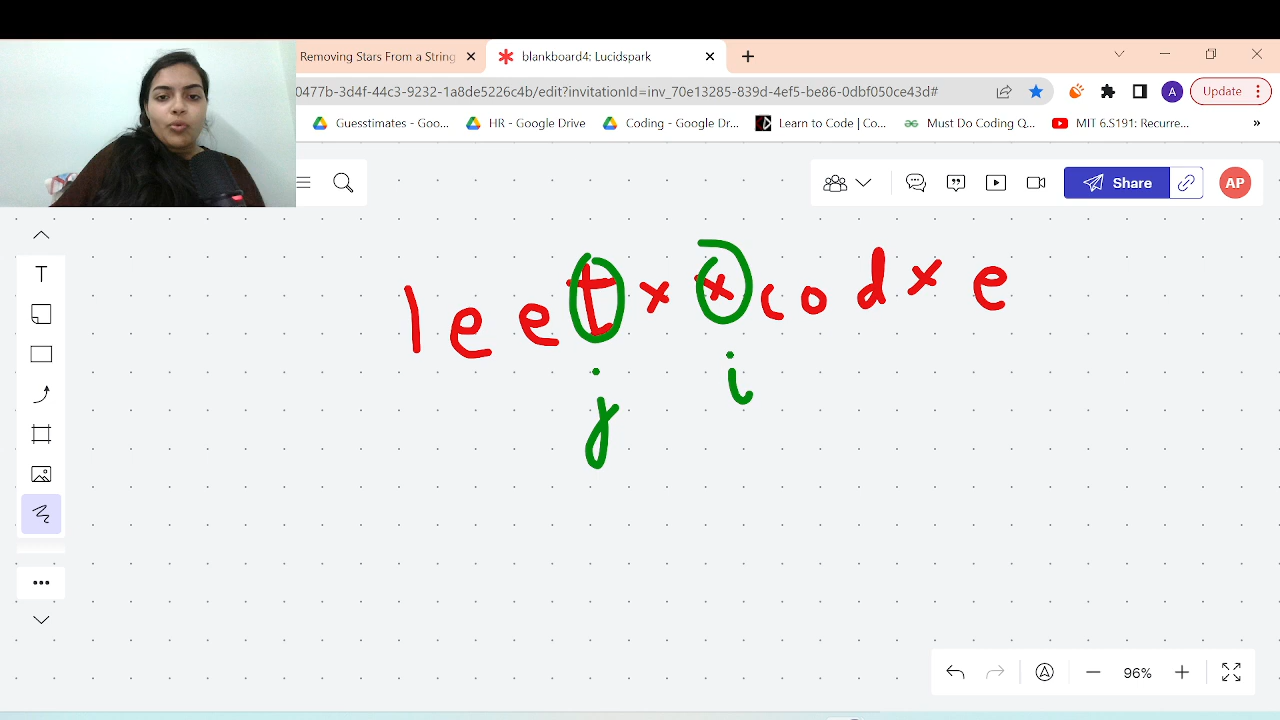 Removing Stars From a String
blankboard4: Lucidspark
0477b-3d4f-44c3-9232-1a8de5226c4b/edit?invitationId=inv_70e13285-839d-4ef5-be86-0dbf052ce43d#
A
Update
Guesstimates - Goo...
HR - Google Drive
Coding - Google Dr...
Learn to Code | C
Must Do Coding Q...
MIT 6.S191: Recurre...
»
Share
AP
T
l e e t x x c o d x e
j i
96%